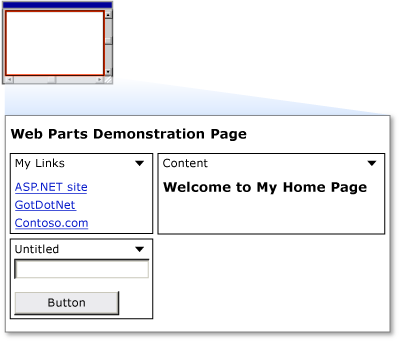 Web Parts Demonstration Page
My Links
ASP.NET site
GotDotNet
Contoso.com
Content
Welcome to My Home Page
Untitled
Button